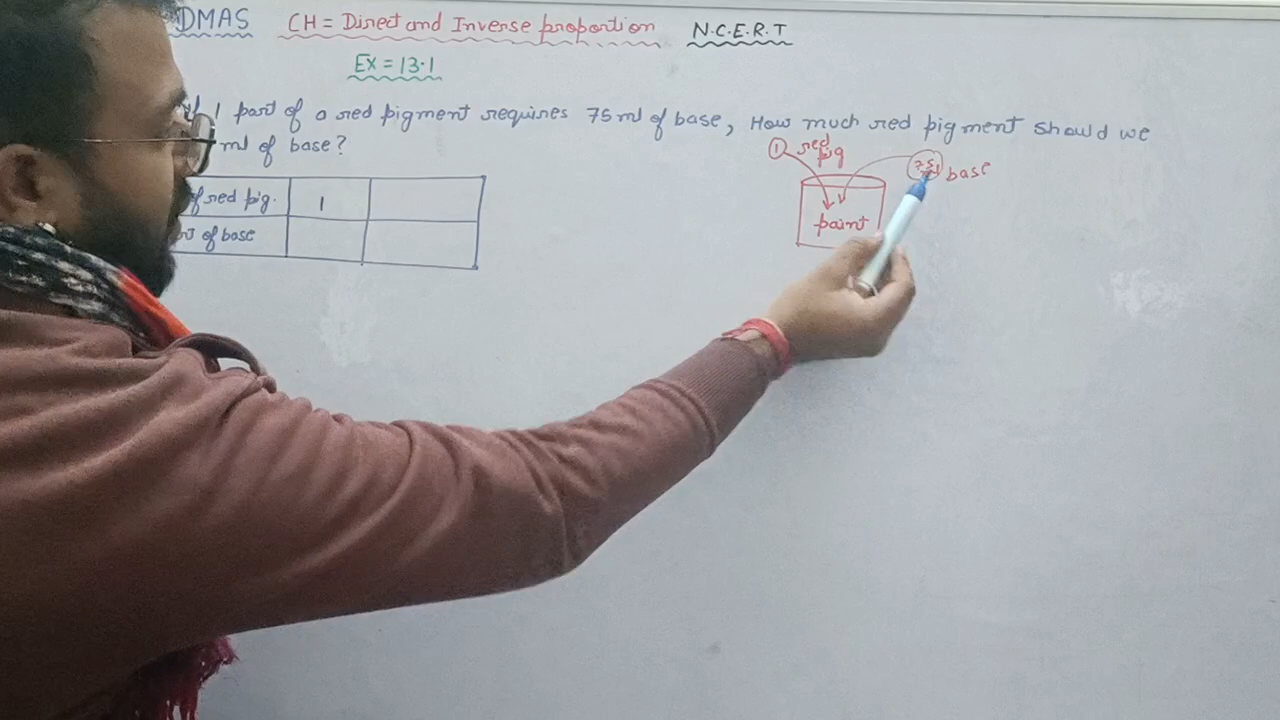 DMAS CH = Direct and Inverse proportion N.C.E.R.T
EX = 13.1
1 part of a red pigment requires 75 ml of base, How much red pigment should we
ml of base?
red pig. 1
of base
1 red
pig
base
paint